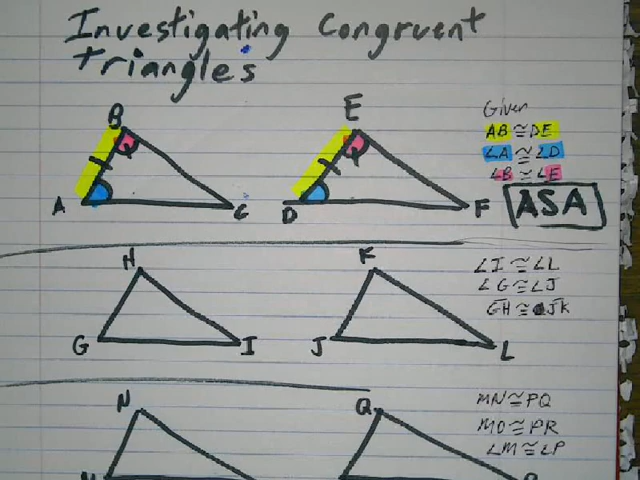 Investigating Congruent
Triangles
B
E
Given
AB ≅ DE
∠A ≅ ∠D
∠B ≅ ∠E
ASA
A
C
D
F
H
K
∠I ≅ ∠L
∠G ≅ ∠J
GH ≅ JK
G
I
J
L
N
Q
MN ≅ PQ
MO ≅ PR
∠M ≅ ∠P